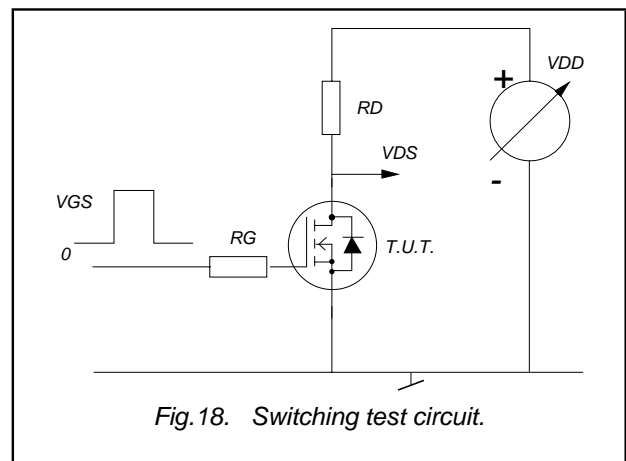 VDD
+
RD
VDS
-
VGS
0
RG
T.U.T.
Fig.18. Switching test circuit.